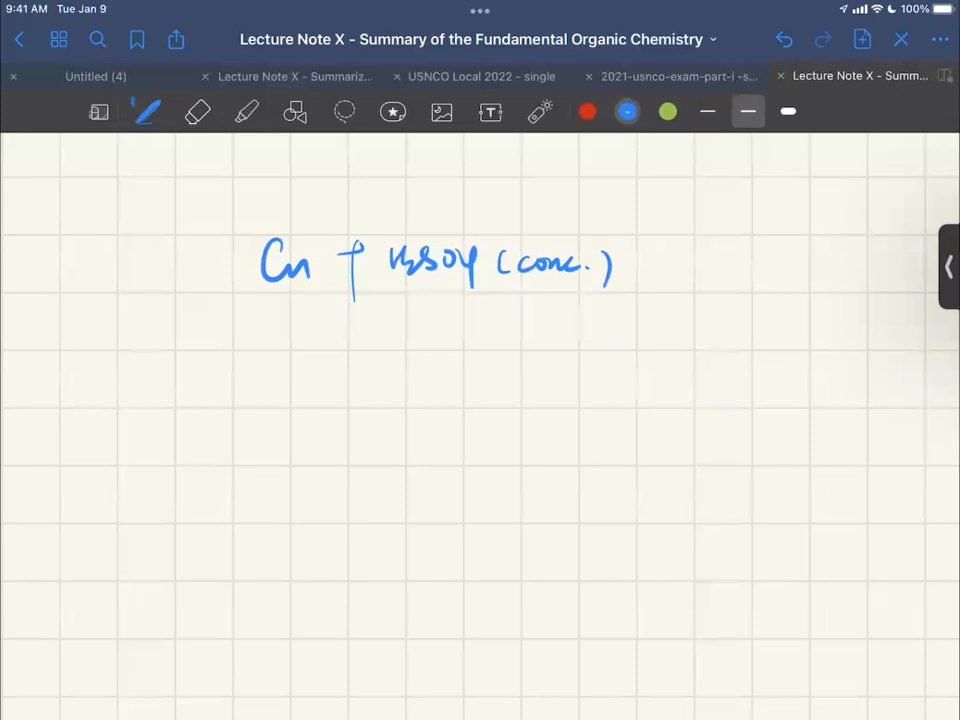 9:41 AM Tue Jan 9 100%
Lecture Note X - Summary of the Fundamental Organic Chemistry
Untitled (4) Lecture Note X - Summariz... USNCO Local 2022 - single 2021-usnco-exam-part-i -s... Lecture Note X - Summ...
Cu + H2SO4 (conc.)